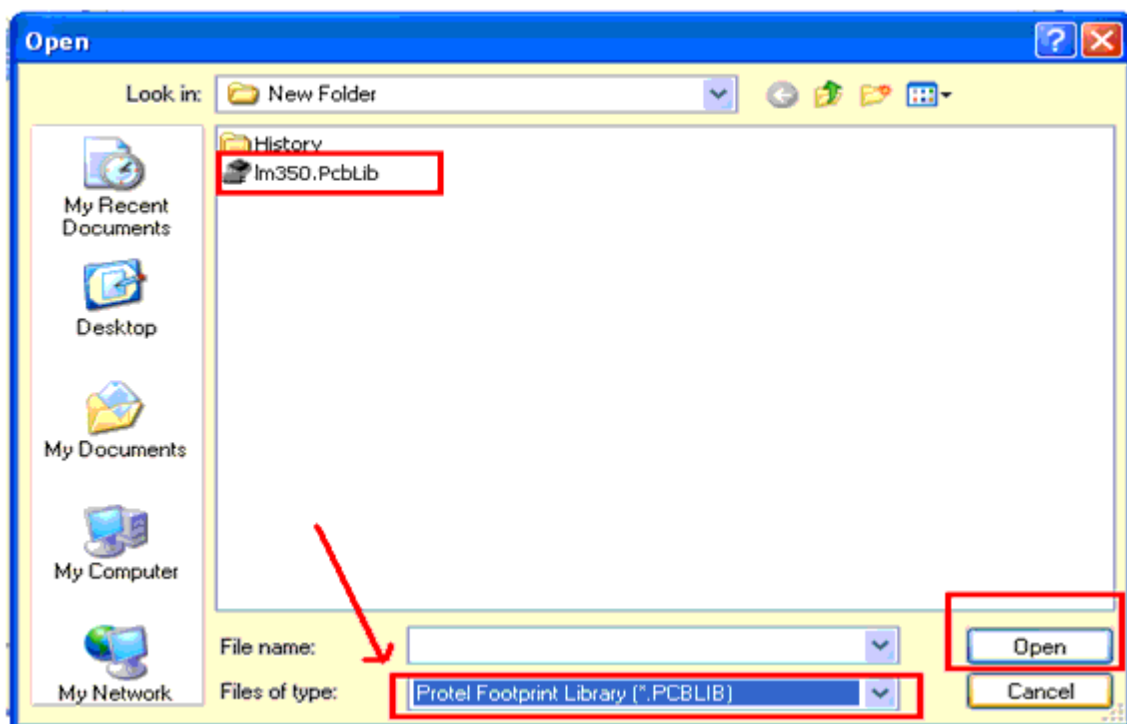 Open
Look in: New Folder
History
lm350.PcbLib
My Recent
Documents
Desktop
My Documents
My Computer
My Network
File name:
Open
Files of type: Protel Footprint Library (*.PCBLIB)
Cancel